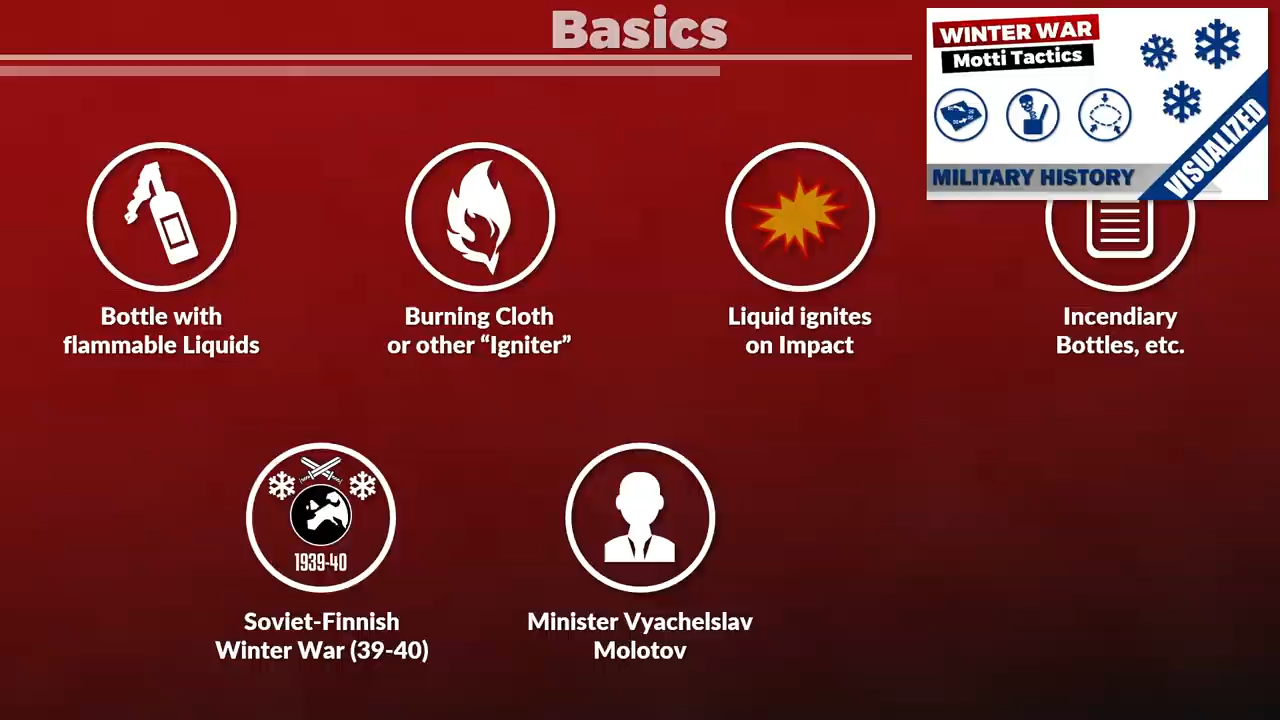 Basics
WINTER WAR
Motti Tactics
MILITARY HISTORY
VISUALIZED
Bottle with
flammable Liquids
Burning Cloth
or other “Igniter”
Liquid ignites
on Impact
Incendiary
Bottles, etc.
1939-40
Soviet-Finnish
Winter War (39-40)
Minister Vyachelslav
Molotov